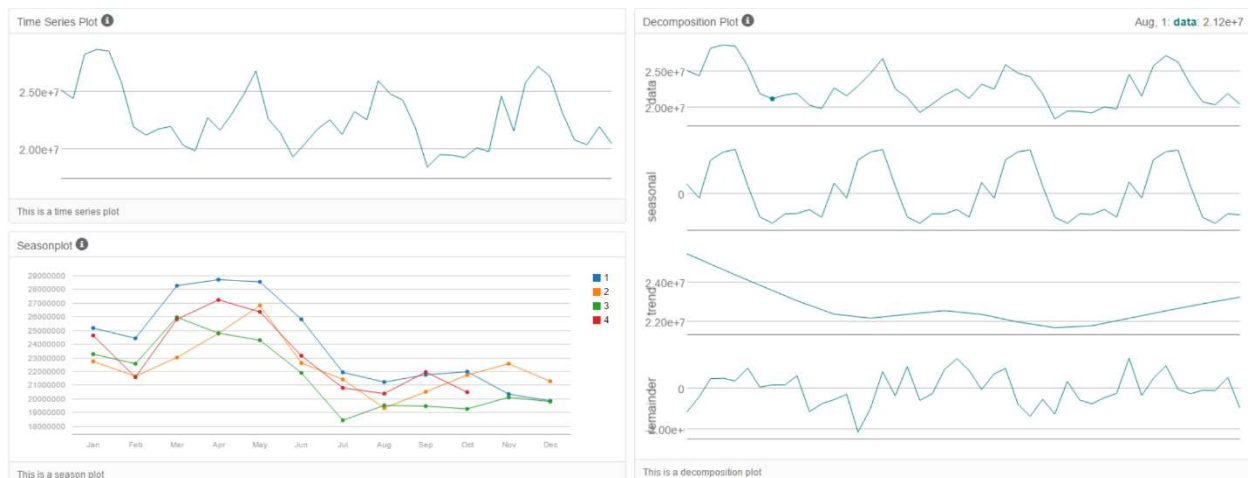 Time Series Plot
2.50e+7
2.00e+7
This is a time series plot
Seasonplot
29000000
28000000
27000000
26000000
25000000
24000000
23000000
22000000
21000000
20000000
19000000
18000000
Jan Feb Mar Apr May Jun Jul Aug Sep Oct Nov Dec
1
2
3
4
This is a season plot
Decomposition Plot
Aug, 1: data: 2.12e+7
2.50e+7
data
2.00e+7
seasonal
0
2.40e+7
trend
2.20e+7
0
remainder
This is a decomposition plot